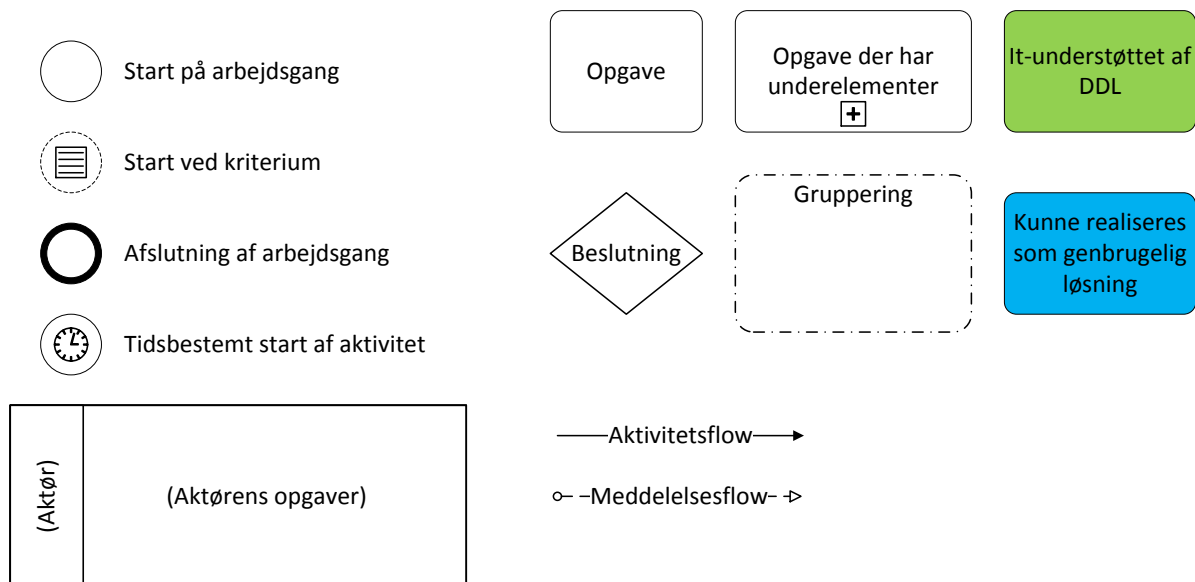 Start på arbejdsgang
Start ved kriterium
Afslutning af arbejdsgang
Tidsbestemt start af aktivitet
(Aktør)
(Aktørens opgaver)
Opgave
Opgave der har
underelementer
It-understøttet af
DDL
Beslutning
Gruppering
Kunne realiseres
som genbrugelig
løsning
Aktivitetsflow
Meddelelsesflow